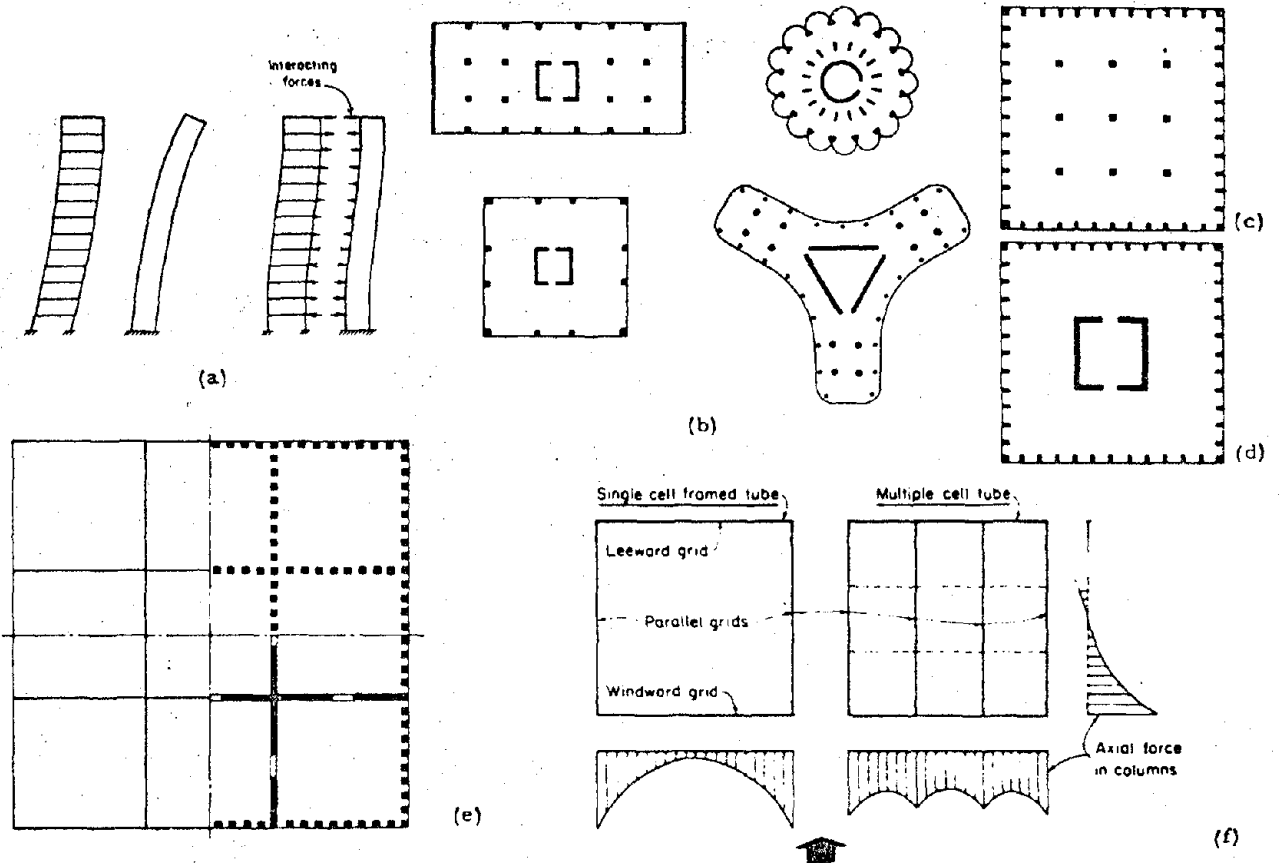 Interacting
forces
(a)
(b)
(c)
(d)
(e)
Single cell framed tube
Multiple cell tube
Leeward grid
Parallel grids
Windward grid
Axial force
in columns
(f)